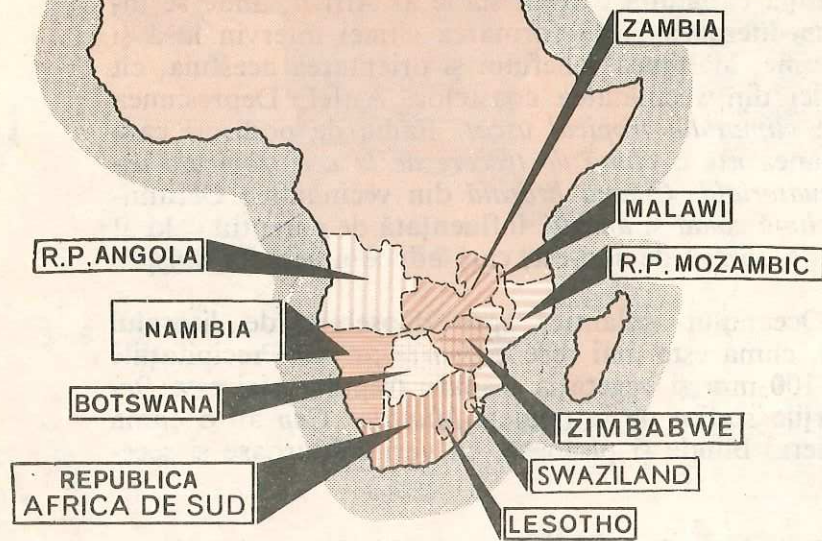 ZAMBIA
MALAWI
R.P. ANGOLA
R.P. MOZAMBIC
NAMIBIA
BOTSWANA
ZIMBABWE
REPUBLICA
AFRICA DE SUD
SWAZILAND
LESOTHO